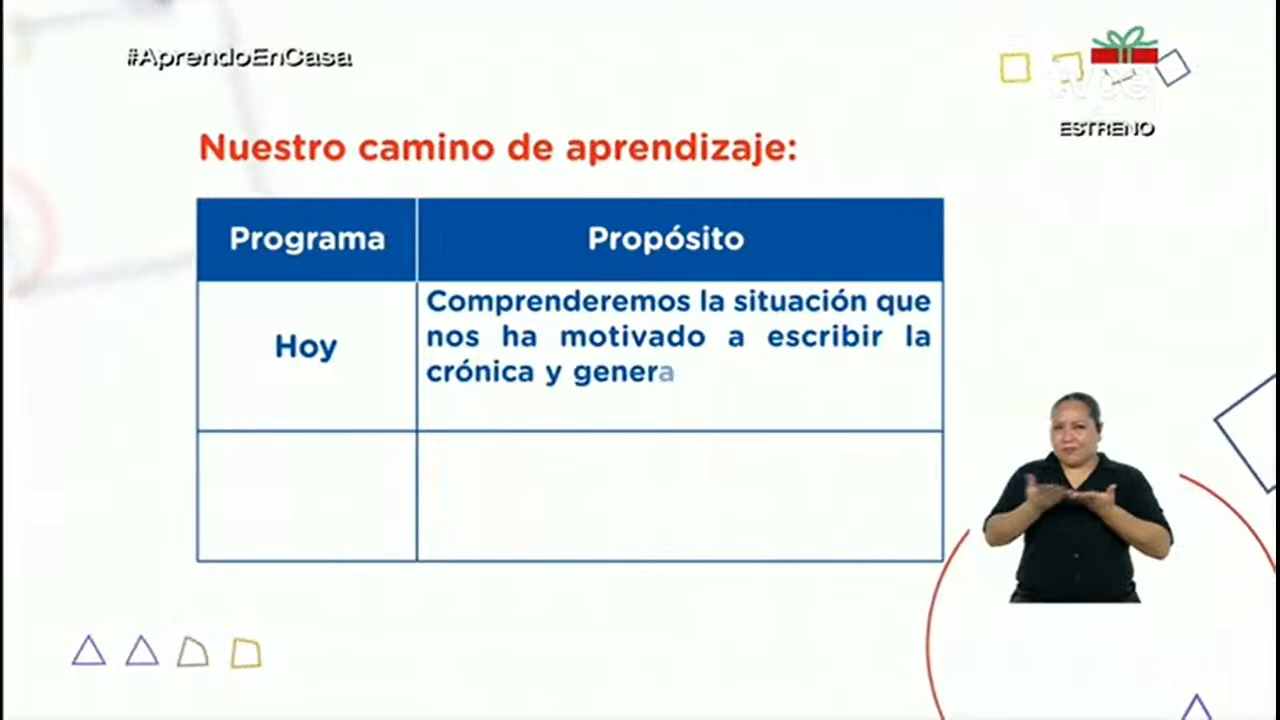 #AprendoEnCasa
ESTRENO
Nuestro camino de aprendizaje:
Programa
Propósito
Hoy
Comprenderemos la situación que
nos ha motivado a escribir la
crónica y genera